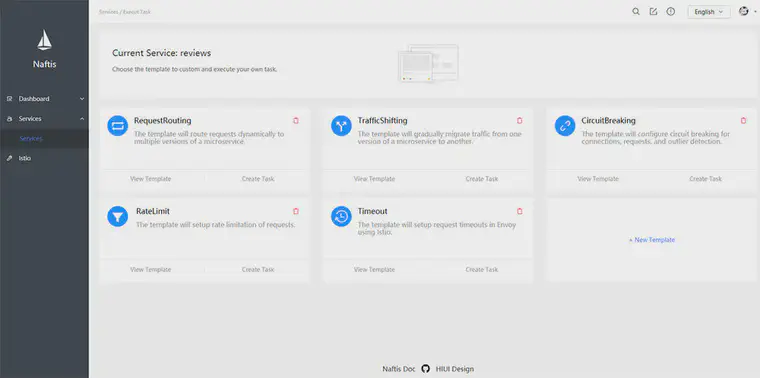 Services / Execut Task
English
Naftis
Dashboard
Services
Services
Istio
Current Service: reviews
Choose the template to custom and execute your own task.
RequestRouting
The template will route requests dynamically to
multiple versions of a microservice.
View Template
Create Task
TrafficShifting
The template will gradually migrate traffic from one
version of a microservice to another.
View Template
Create Task
CircuitBreaking
The template will configure circuit breaking for
connections, requests, and outlier detection.
View Template
Create Task
RateLimit
The template will setup rate limitation of requests.
View Template
Create Task
Timeout
The template will setup request timeouts in Envoy
using Istio.
View Template
Create Task
+ New Template
Naftis Doc
HIUI Design